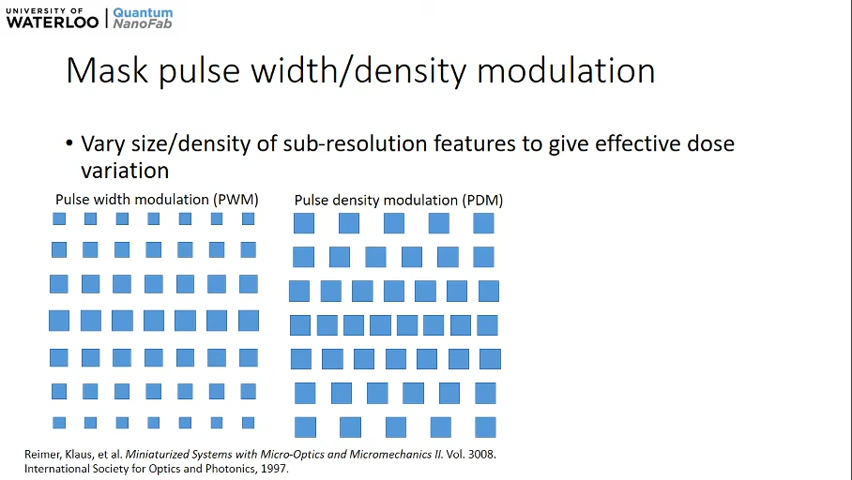 UNIVERSITY OF
WATERLOO
Quantum
NanoFab
Mask pulse width/density modulation
• Vary size/density of sub-resolution features to give effective dose
variation
Pulse width modulation (PWM)
Pulse density modulation (PDM)
Reimer, Klaus, et al. Miniaturized Systems with Micro-Optics and Micromechanics II. Vol. 3008.
International Society for Optics and Photonics, 1997.